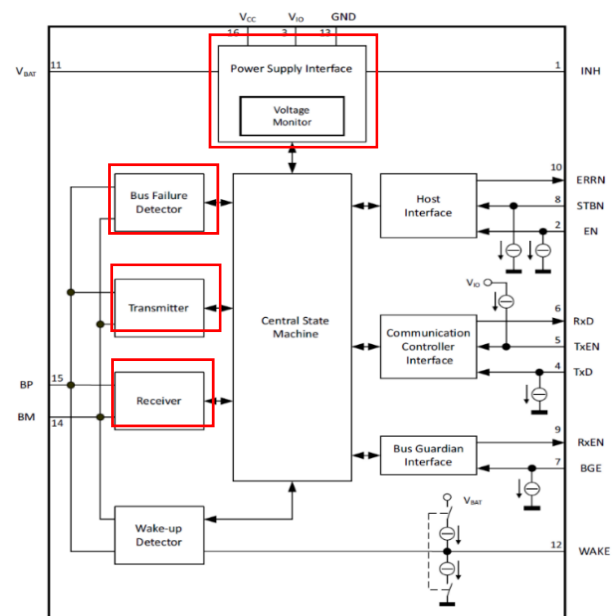 VCC VIO GND
16 3 13
VBAT 11 Power Supply Interface 1 INH
Voltage
Monitor
10 ERRN
Bus Failure
Detector
Host
Interface
8 STBN
2 EN
VIO
Transmitter
Central State
Machine
6 RxD
Communication
Controller
Interface
5 TxEN
4 TxD
BP 15
Receiver
BM 14
9 RxEN
Bus Guardian
Interface
7 BGE
VBAT
Wake-up
Detector
12 WAKE